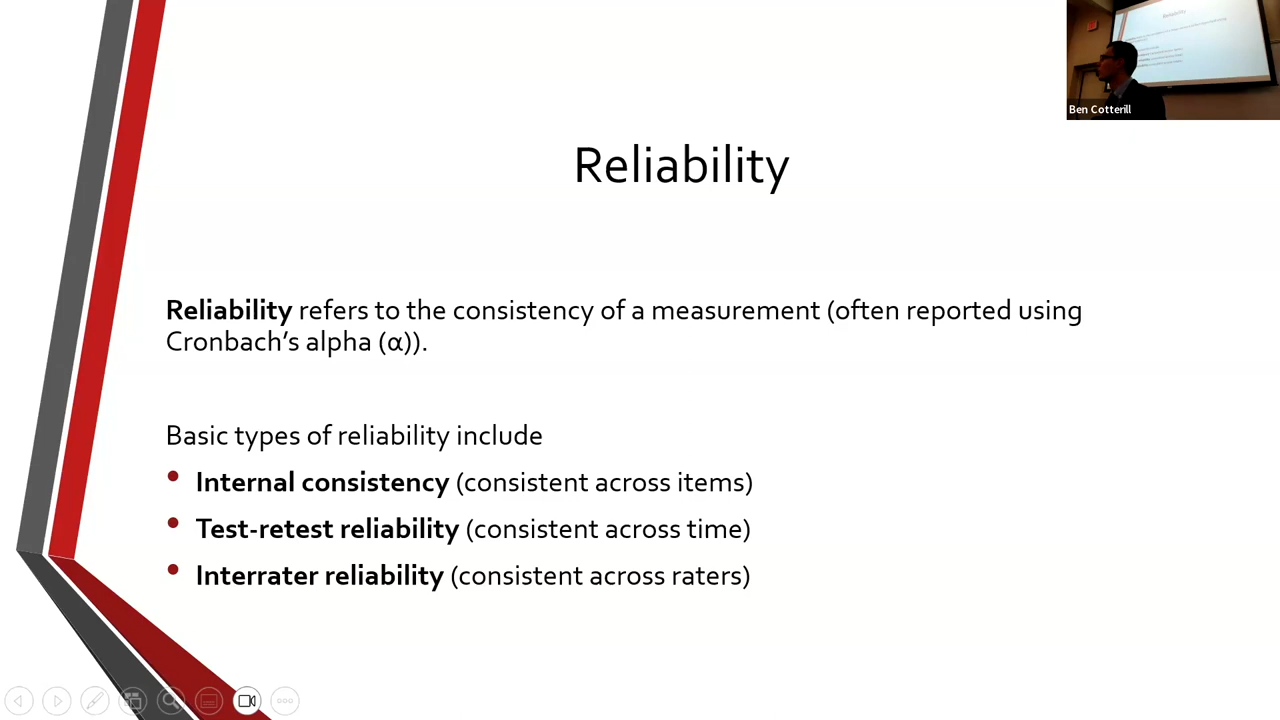 Ben Cotterill
Reliability
Reliability refers to the consistency of a measurement (often reported using
Cronbach’s alpha (α)).
Basic types of reliability include
• Internal consistency (consistent across items)
• Test-retest reliability (consistent across time)
• Interrater reliability (consistent across raters)